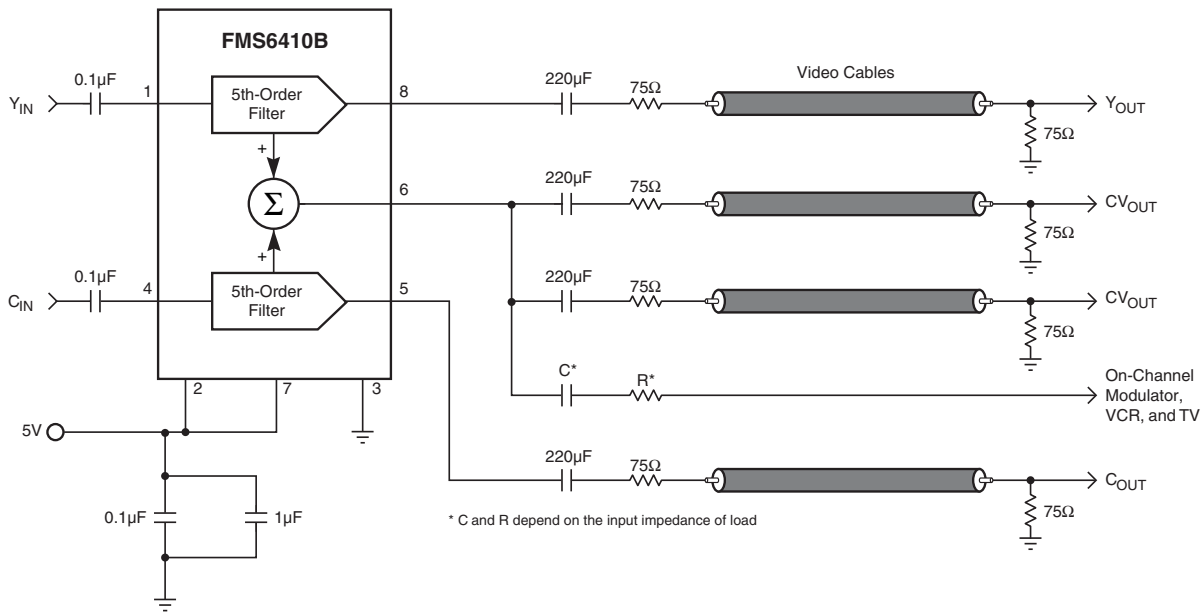 FMS6410B
0.1µF
Y_IN
1
5th-Order
Filter
8
220µF
75Ω
Video Cables
Y_OUT
75Ω
+
Σ
6
220µF
75Ω
CV_OUT
75Ω
+
0.1µF
C_IN
4
5th-Order
Filter
5
220µF
75Ω
CV_OUT
75Ω
2
7
3
C*
R*
On-Channel
Modulator,
VCR, and TV
5V
220µF
75Ω
C_OUT
75Ω
0.1µF
1µF
* C and R depend on the input impedance of load